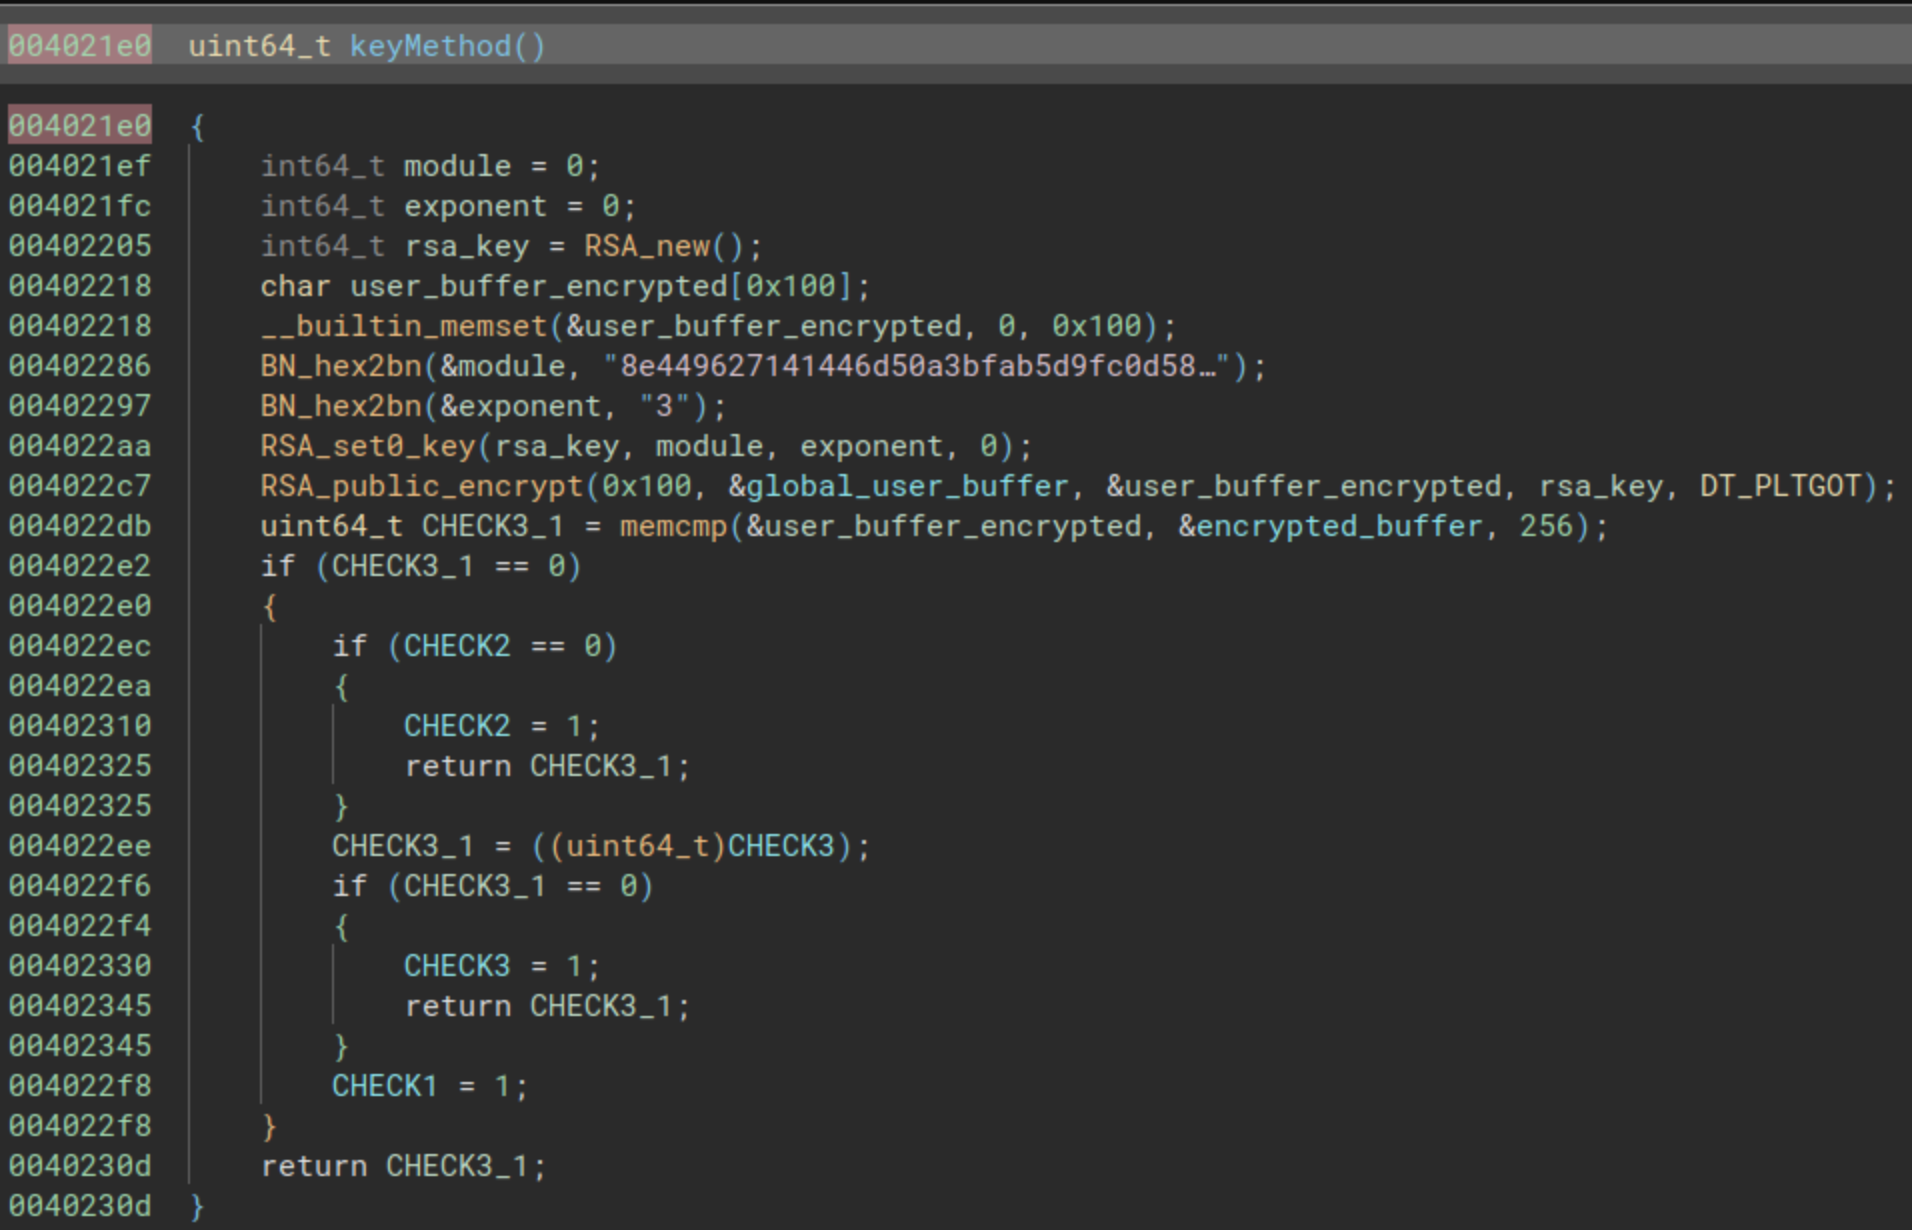 004021e0 uint64_t keyMethod()
004021e0 {
004021ef int64_t module = 0;
004021fc int64_t exponent = 0;
00402205 int64_t rsa_key = RSA_new();
00402218 char user_buffer_encrypted[0x100];
00402218 __builtin_memset(&user_buffer_encrypted, 0, 0x100);
00402286 BN_hex2bn(&module, "8e449627141446d50a3bfab5d9fc0d58…");
00402297 BN_hex2bn(&exponent, "3");
004022aa RSA_set0_key(rsa_key, module, exponent, 0);
004022c7 RSA_public_encrypt(0x100, &global_user_buffer, &user_buffer_encrypted, rsa_key, DT_PLTGOT);
004022db uint64_t CHECK3_1 = memcmp(&user_buffer_encrypted, &encrypted_buffer, 256);
004022e2 if (CHECK3_1 == 0)
004022e0 {
004022ec if (CHECK2 == 0)
004022ea {
00402310 CHECK2 = 1;
00402325 return CHECK3_1;
00402325 }
004022ee CHECK3_1 = ((uint64_t)CHECK3);
004022f6 if (CHECK3_1 == 0)
004022f4 {
00402330 CHECK3 = 1;
00402345 return CHECK3_1;
00402345 }
004022f8 CHECK1 = 1;
004022f8 }
0040230d return CHECK3_1;
0040230d }